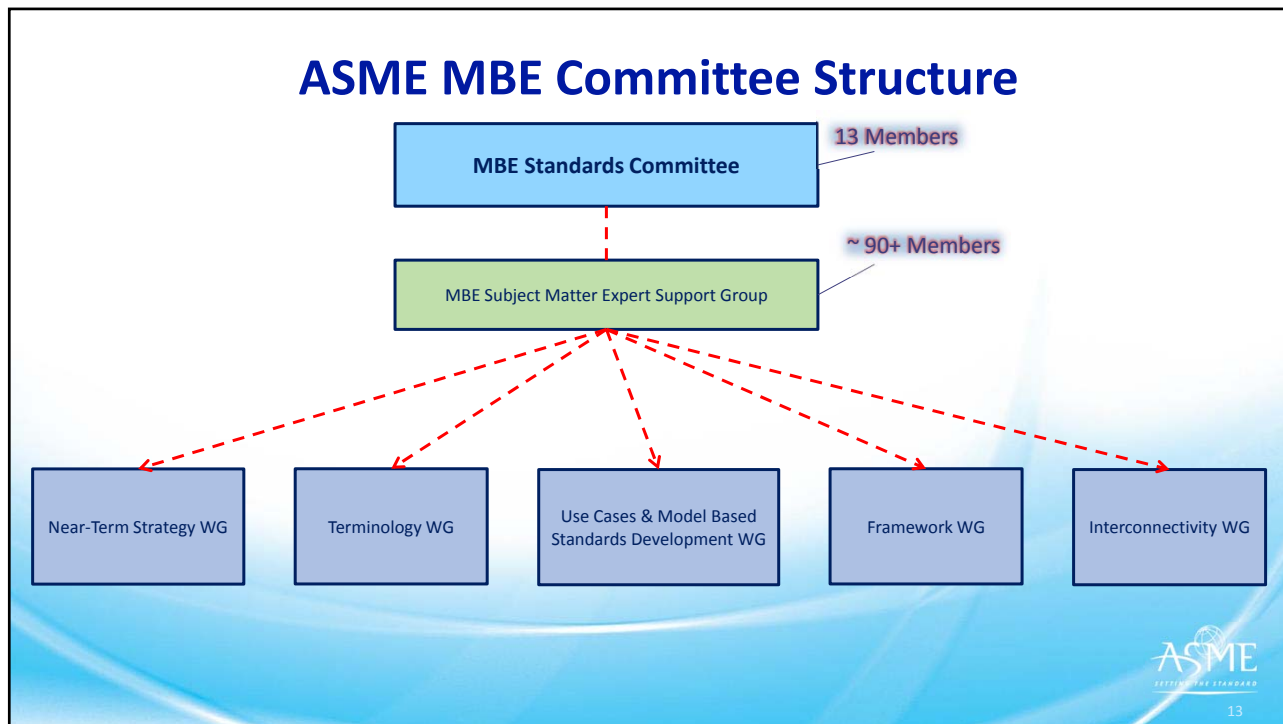 ASME MBE Committee Structure
13 Members
MBE Standards Committee
~ 90+ Members
MBE Subject Matter Expert Support Group
Near-Term Strategy WG
Terminology WG
Use Cases & Model Based
Standards Development WG
Framework WG
Interconnectivity WG
ASME
SETTING THE STANDARD
13